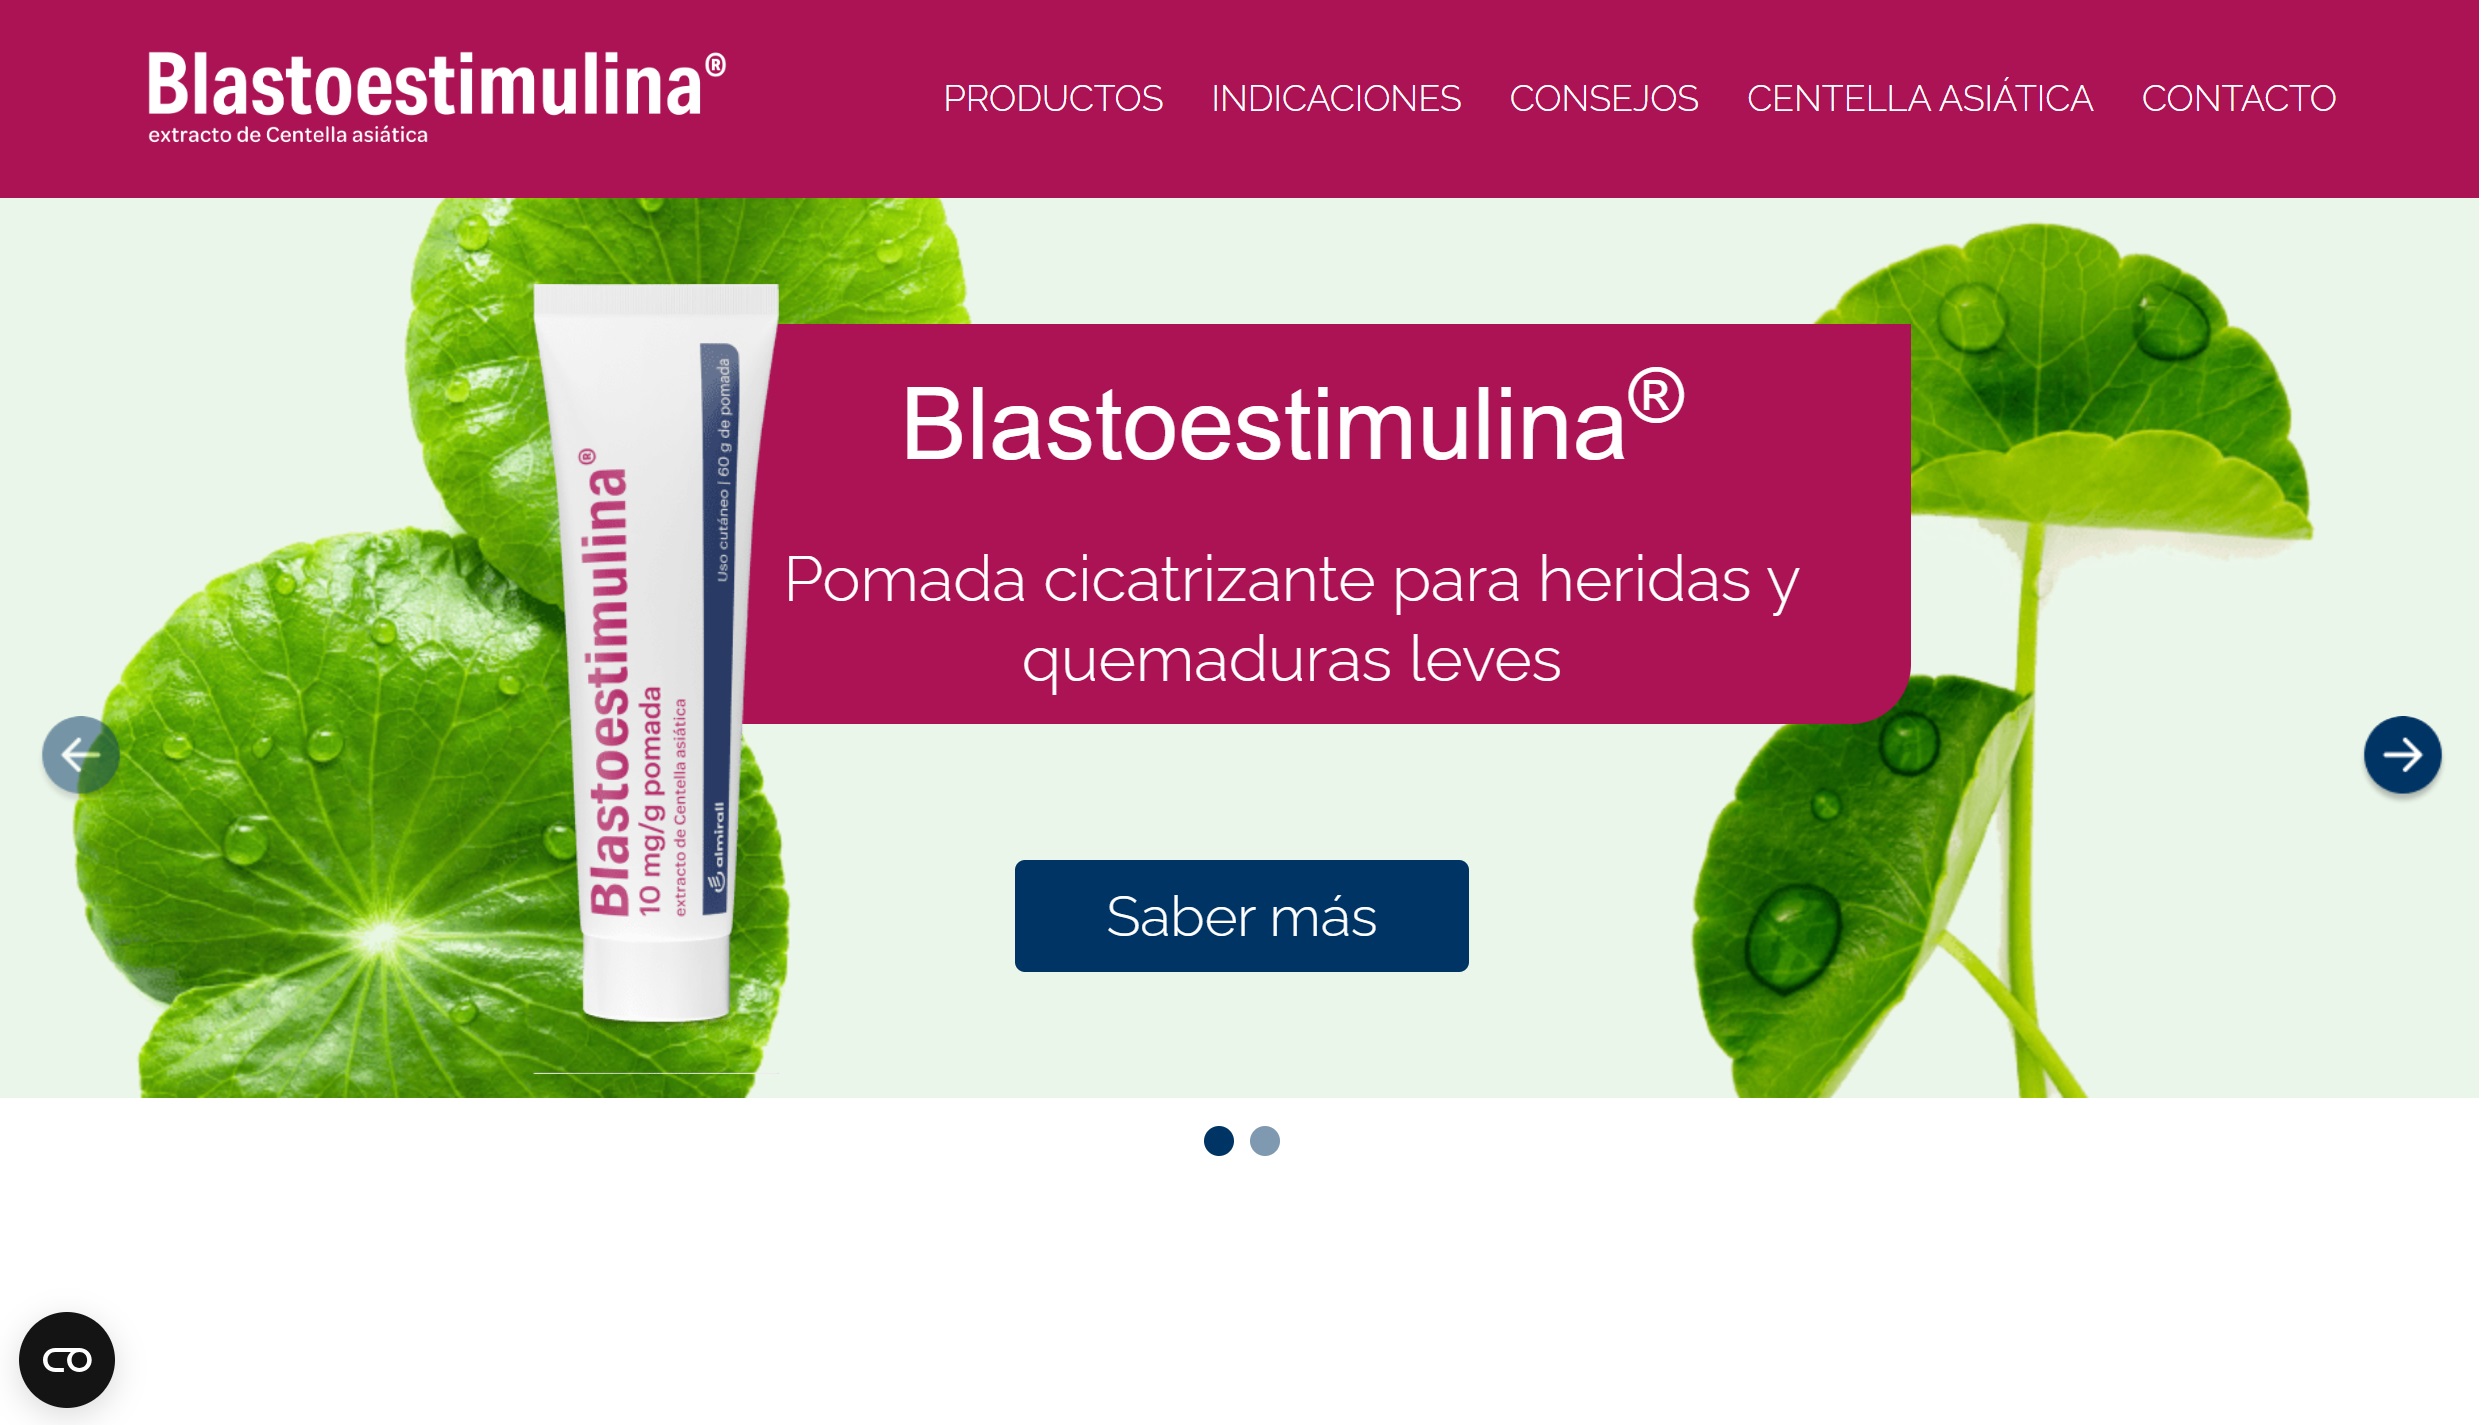 Blastoestimulina®
extracto de Centella asiática
PRODUCTOS INDICACIONES CONSEJOS CENTELLA ASIÁTICA CONTACTO
Blastoestimulina®
10 mg/g pomada
extracto de Centella asiática
Uso cutáneo | 60 g de pomada
almirall
Blastoestimulina®
Pomada cicatrizante para heridas y
quemaduras leves
Saber más